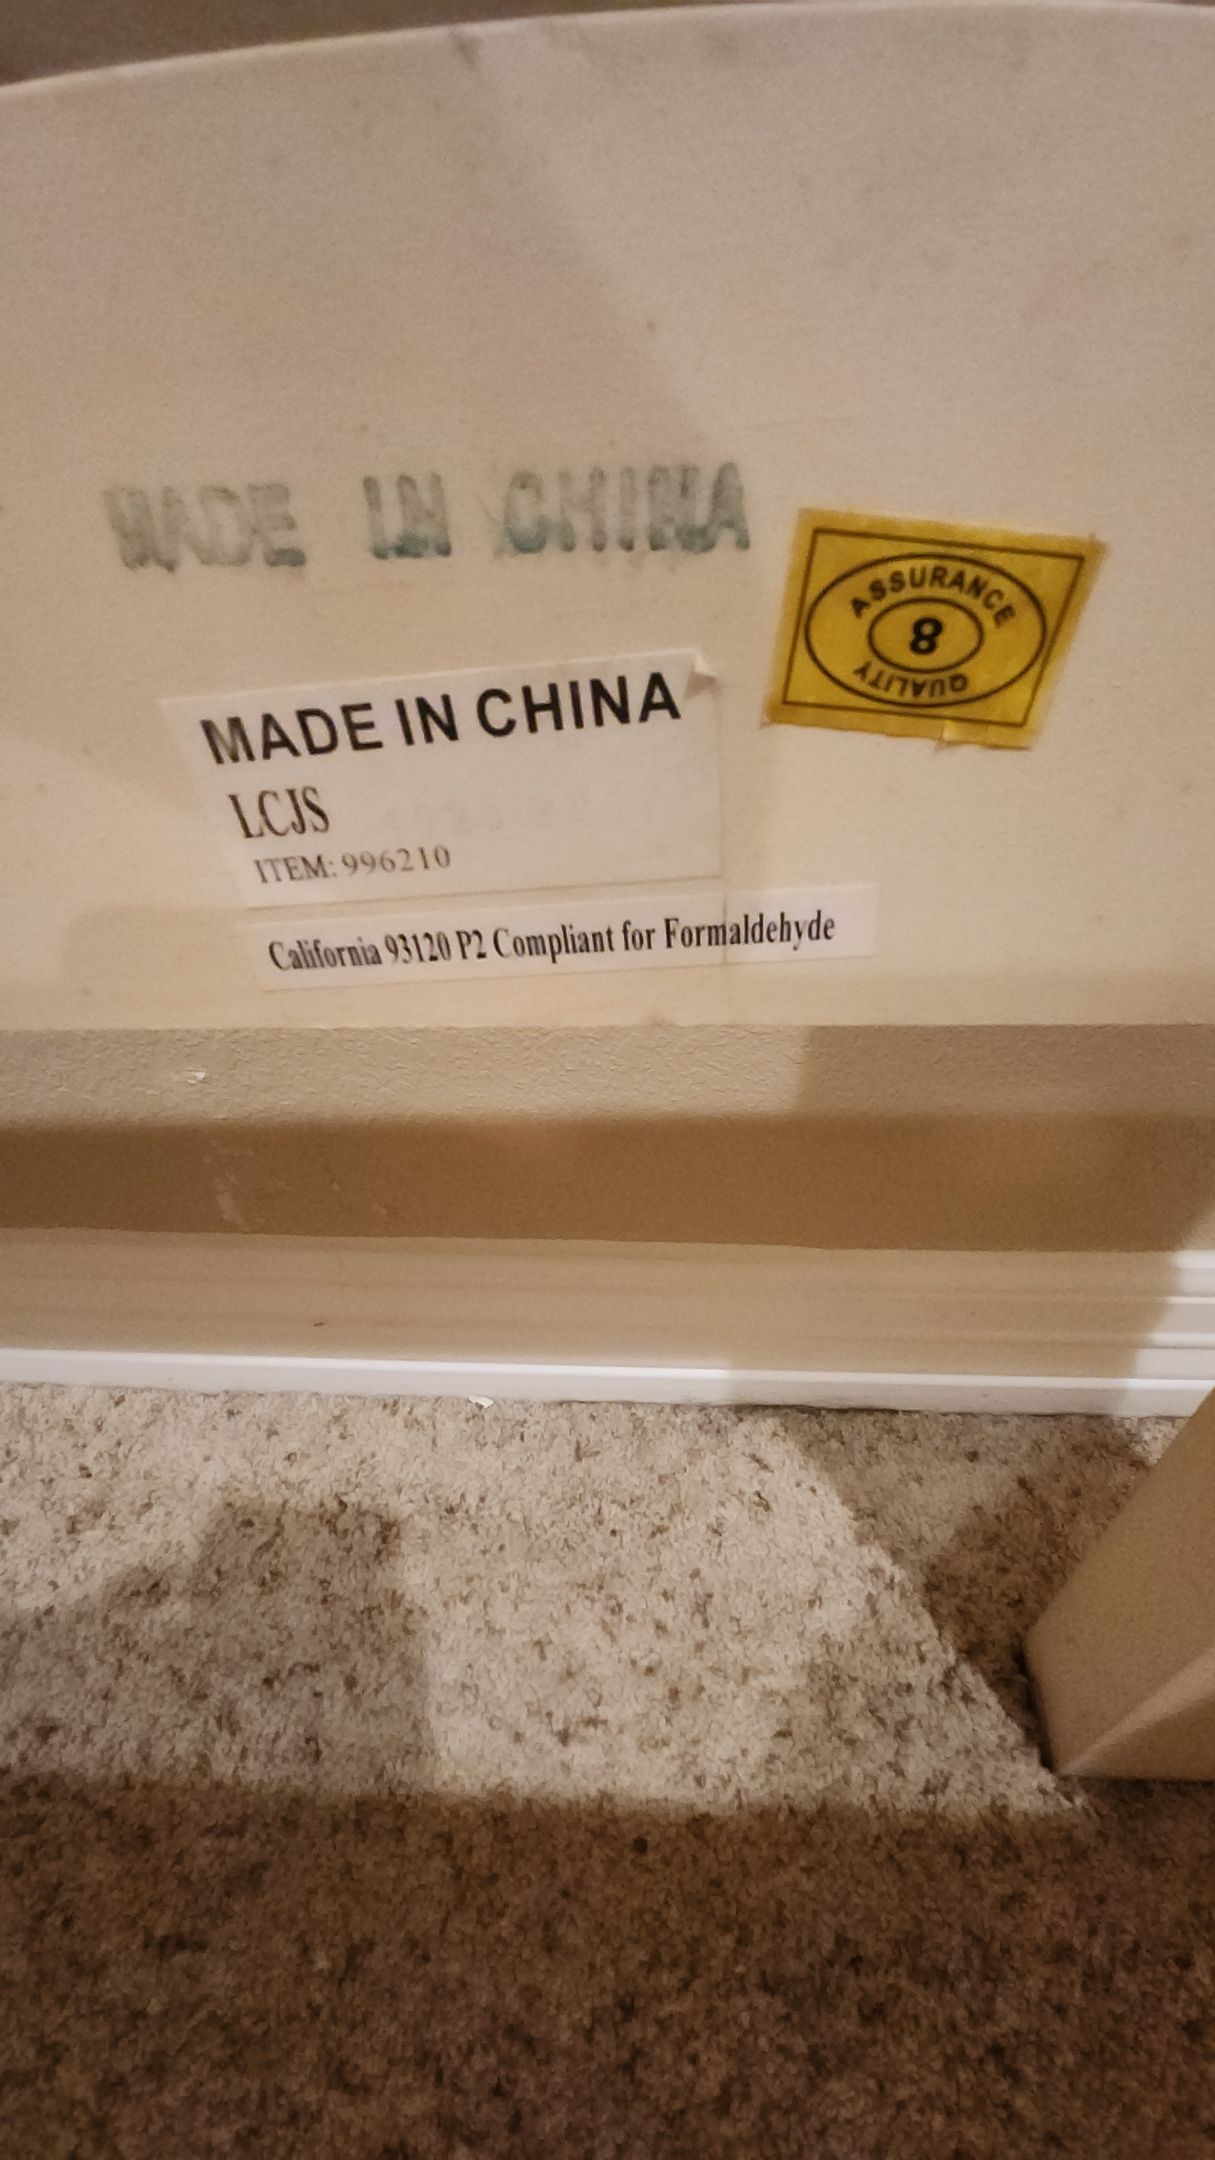 MADE IN CHINA
ASSURANCE
8
QUALITY
MADE IN CHINA
LCJS
ITEM: 996210
California 93120 P2 Compliant for Formaldehyde